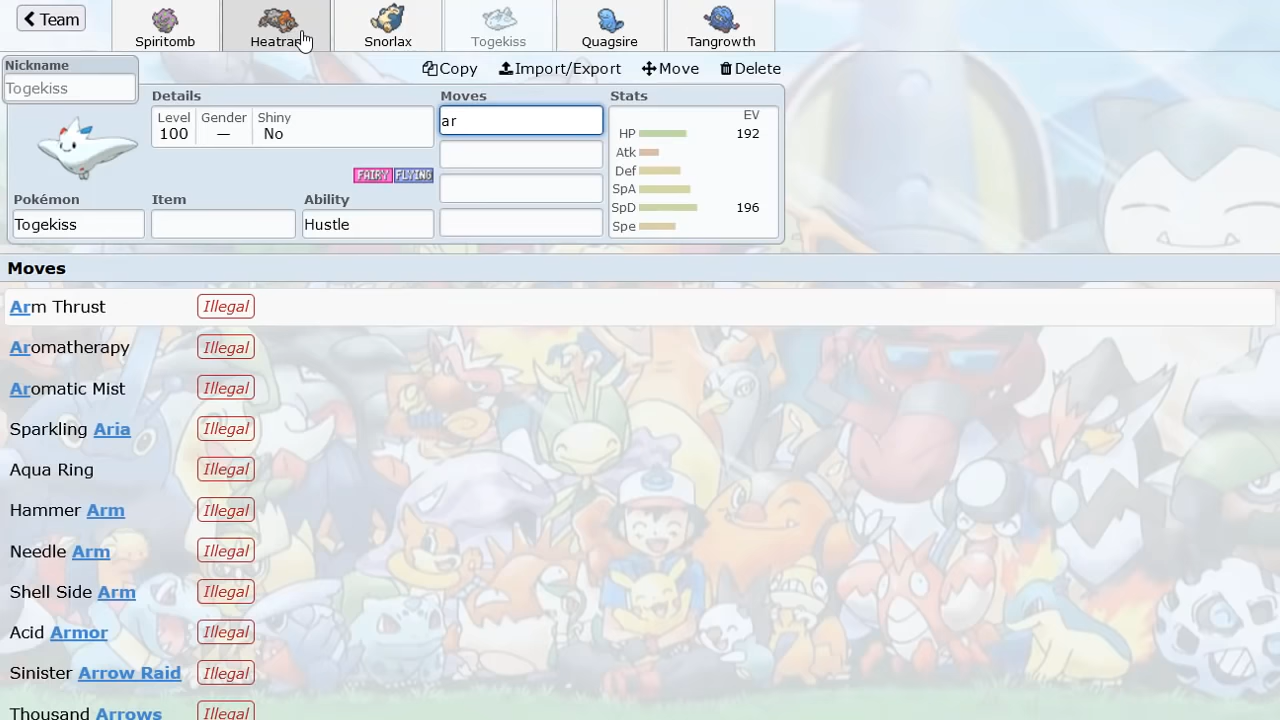 Team
Spiritomb
Heatran
Snorlax
Togekiss
Quagsire
Tangrowth
Nickname
Togekiss
Copy
Import/Export
Move
Delete
Details
Level
100
Gender
—
Shiny
No
FAIRY FLYING
Pokémon
Togekiss
Item
Ability
Hustle
Moves
ar
Stats
EV
HP 192
Atk
Def
SpA
SpD 196
Spe
Moves
Arm Thrust Illegal
Aromatherapy Illegal
Aromatic Mist Illegal
Sparkling Aria Illegal
Aqua Ring Illegal
Hammer Arm Illegal
Needle Arm Illegal
Shell Side Arm Illegal
Acid Armor Illegal
Sinister Arrow Raid Illegal
Thousand Arrows Illegal